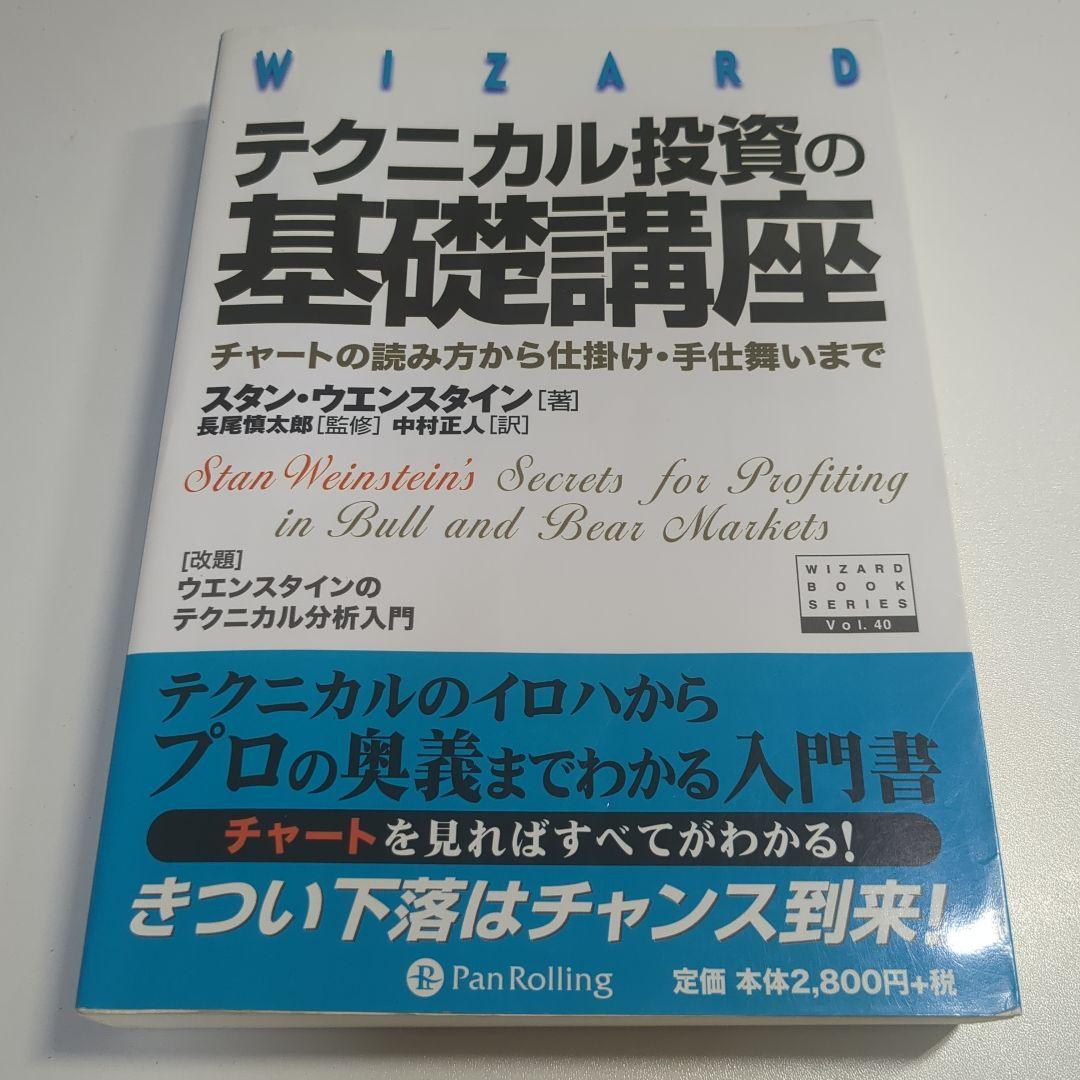 WIZARD
テクニカル投資の
基礎講座
チャートの読み方から仕掛け・手仕舞いまで
スタン・ウエンスタイン[著]
長尾慎太郎[監修] 中村正人[訳]
Stan Weinstein's Secrets for Profiting
in Bull and Bear Markets
[改題]
ウエンスタインの
テクニカル分析入門
WIZARD
BOOK
SERIES
Vol. 40
テクニカルのイロハから
プロの奥義までわかる入門書
チャートを見ればすべてがわかる!
きつい下落はチャンス到来!
PR PanRolling 定価 本体2,800円+税